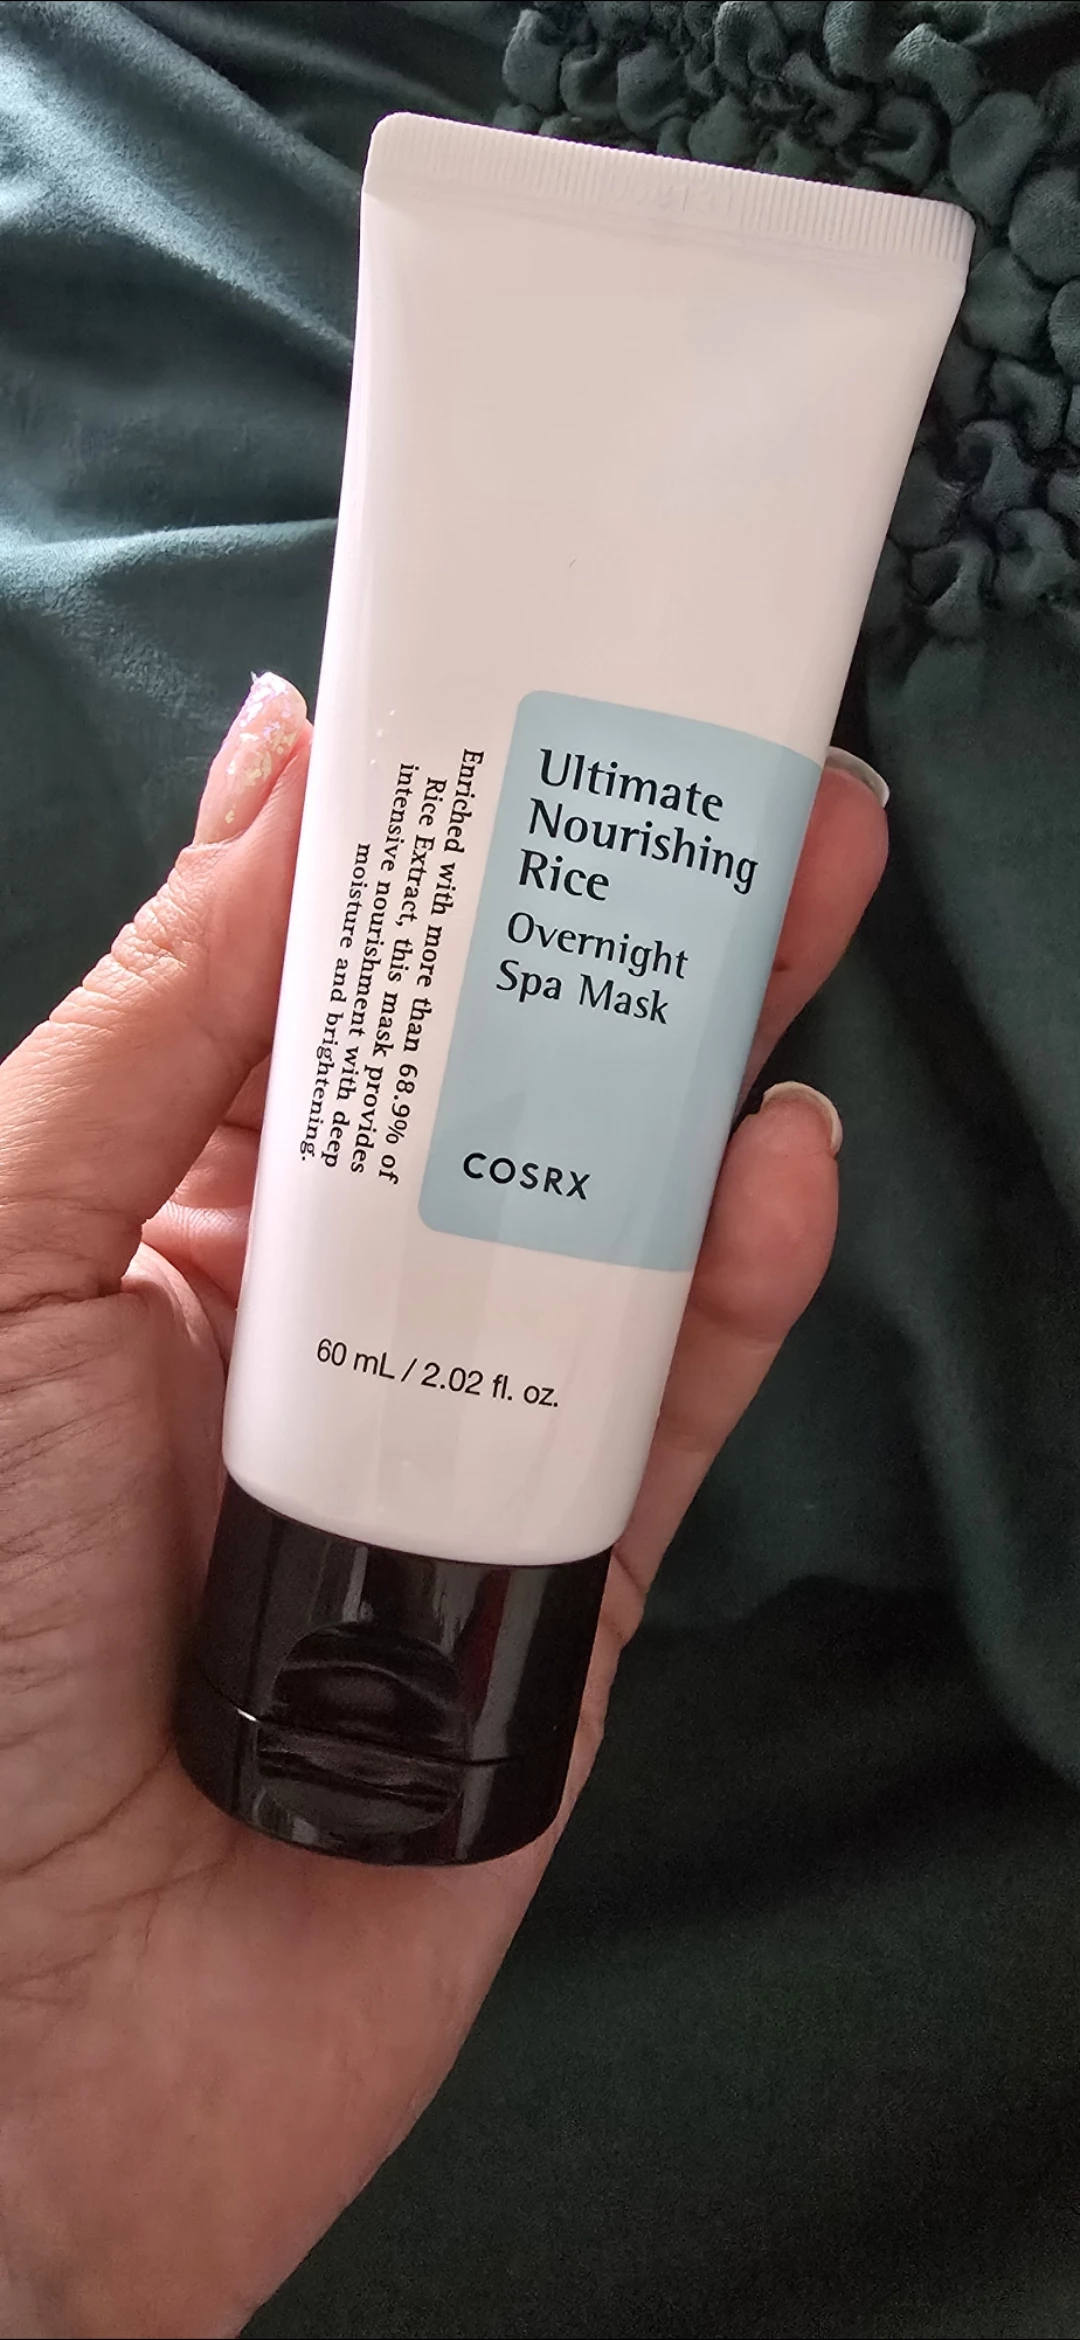 Ultimate
Nourishing
Rice
Overnight
Spa Mask
COSRX
Enriched with more than 68.9% of
Rice Extract, this mask provides
intensive nourishment with deep
moisture and brightening.
60 mL / 2.02 fl. oz.